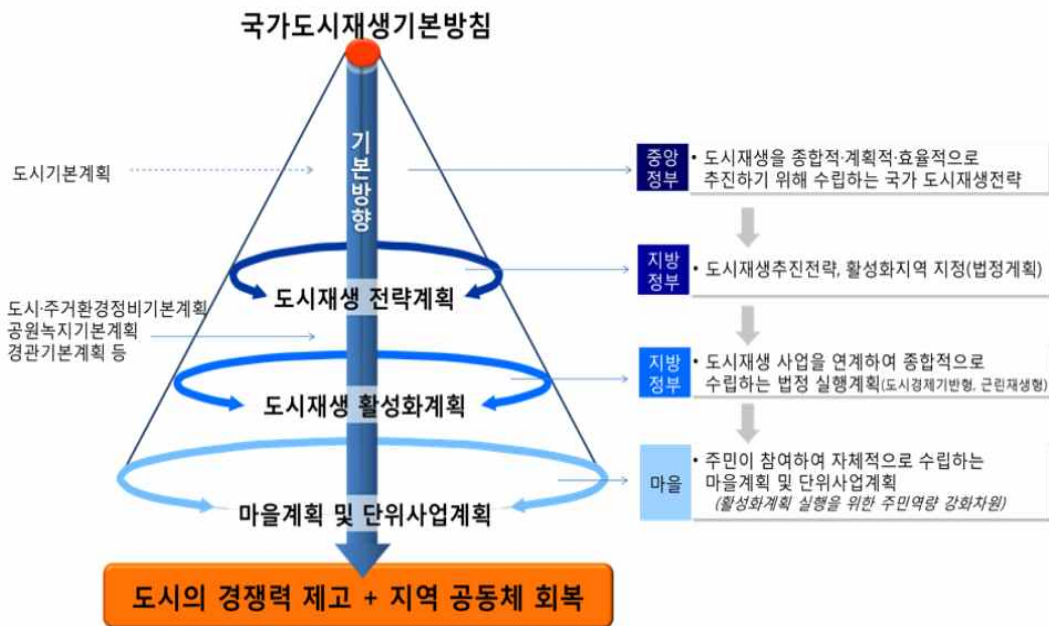 국가도시재생기본방침
기본방향
도시기본계획
도시재생 전략계획
도시·주거환경정비기본계획
공원녹지기본계획
경관기본계획 등
도시재생 활성화계획
마을계획 및 단위사업계획
도시의 경쟁력 제고 + 지역 공동체 회복
중앙
정부
• 도시재생을 종합적·계획적·효율적으로
추진하기 위해 수립하는 국가 도시재생전략
지방
정부
• 도시재생추진전략, 활성화지역 지정(법정게획)
지방
정부
• 도시재생 사업을 연계하여 종합적으로
수립하는 법정 실행계획(도시경제기반형, 근린재생형)
마을
• 주민이 참여하여 자체적으로 수립하는
마을계획 및 단위사업계획
(활성화계획 실행을 위한 주민역량 강화차원)